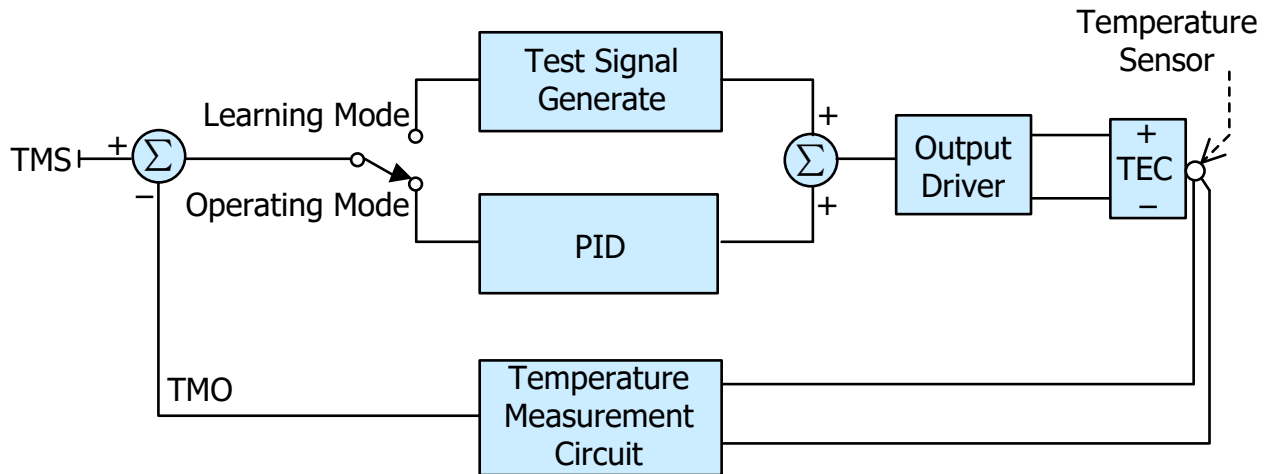 Temperature
Sensor
Test Signal
Generate
Learning Mode
+
+
TMS
Σ
Σ
Output
Driver
+
TEC
−
−
Operating Mode
+
PID
TMO
Temperature
Measurement
Circuit